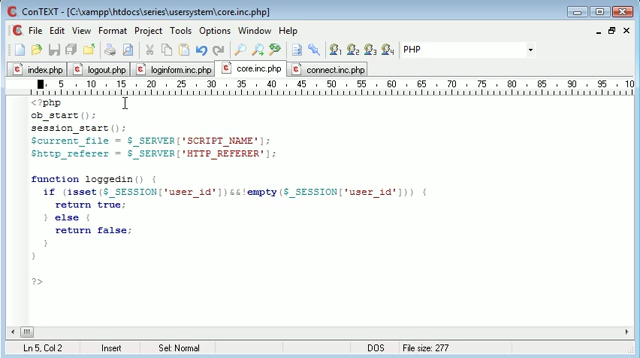 ConTEXT - [C:\xampp\htdocs\series\usersystem\core.inc.php]
File Edit View Format Project Tools Options Window Help
PHP
index.php logout.php loginform.inc.php core.inc.php connect.inc.php
5 10 15 20 25 30 35 40 45 50 55 60 65 70 75 80 85 90 95 10
<?php
ob_start();
session_start();
$current_file = $_SERVER['SCRIPT_NAME'];
$http_referer = $_SERVER['HTTP_REFERER'];
function loggedin() {
if (isset($_SESSION['user_id'])&&!empty($_SESSION['user_id'])) {
return true;
} else {
return false;
}
}
?>
Ln 5, Col 2 Insert Sel: Normal DOS File size: 277